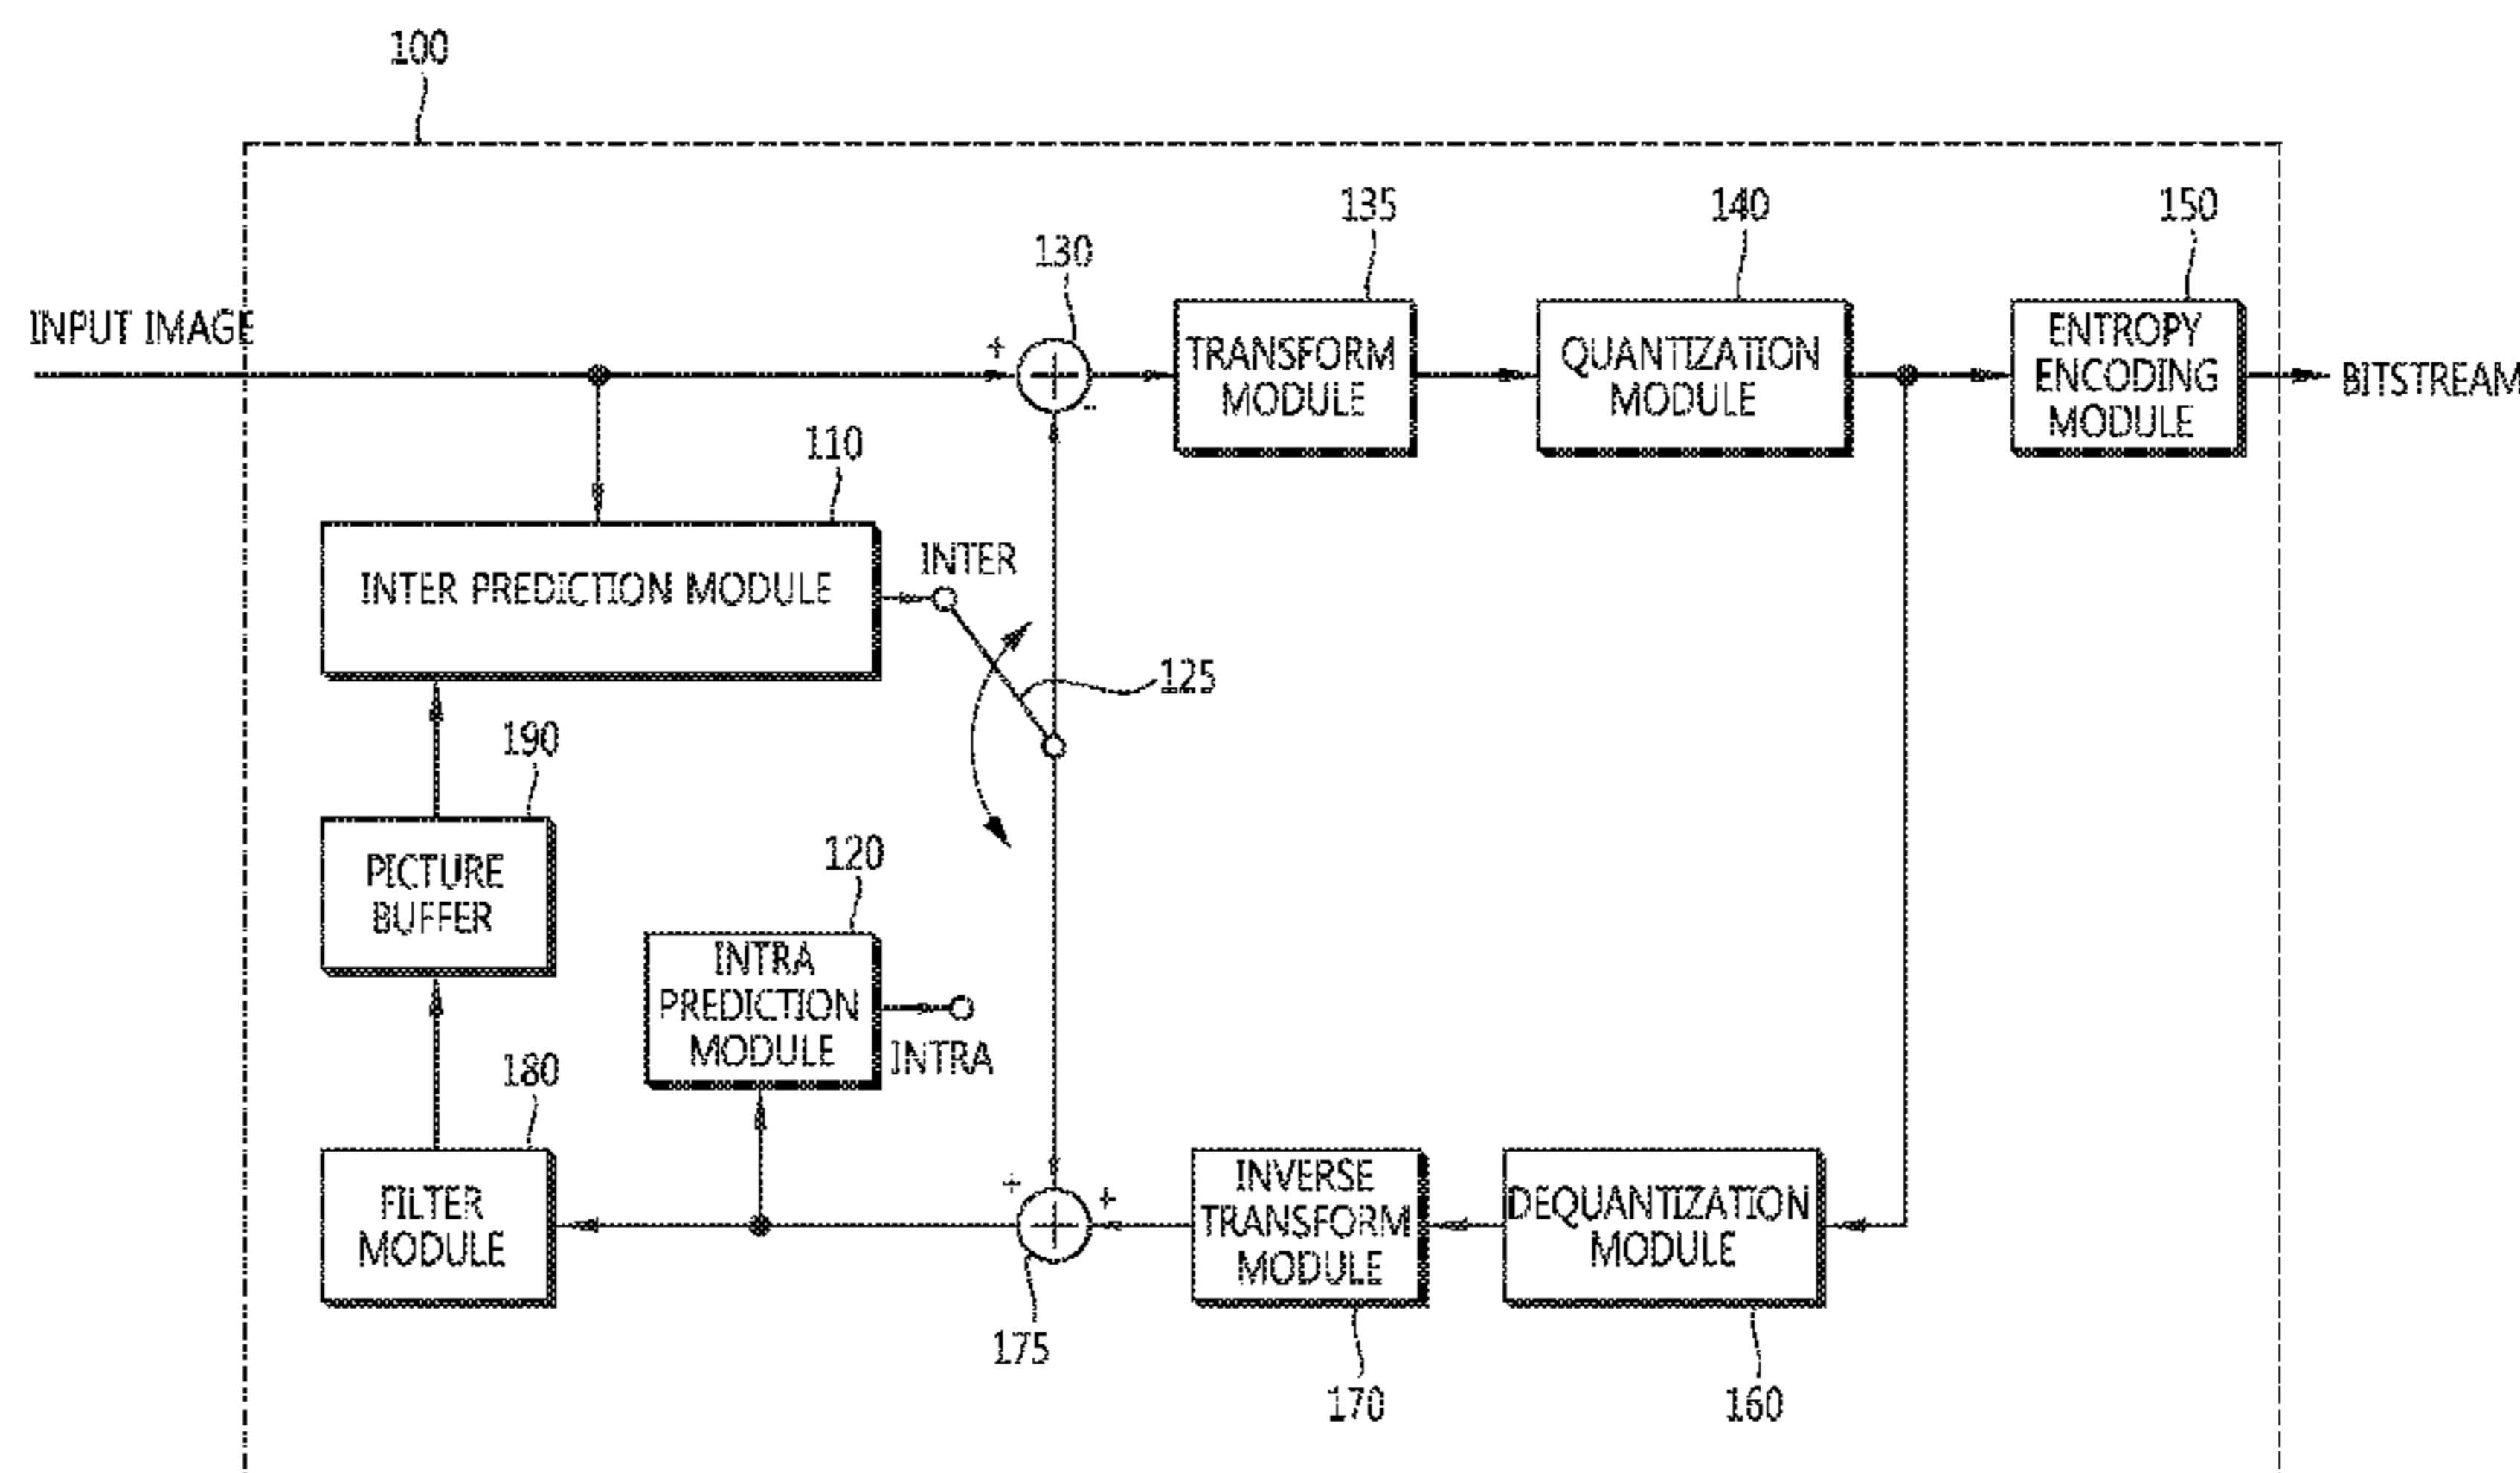 100
135
140
150
130
INPUT IMAGE
+
-
TRANSFORM
MODULE
QUANTIZATION
MODULE
ENTROPY
ENCODING
MODULE
BITSTREAM
110
INTER PREDICTION MODULE
INTER
125
190
PICTURE
BUFFER
120
INTRA
PREDICTION
MODULE
INTRA
180
FILTER
MODULE
+
+
175
INVERSE
TRANSFORM
MODULE
170
DEQUANTIZATION
MODULE
160